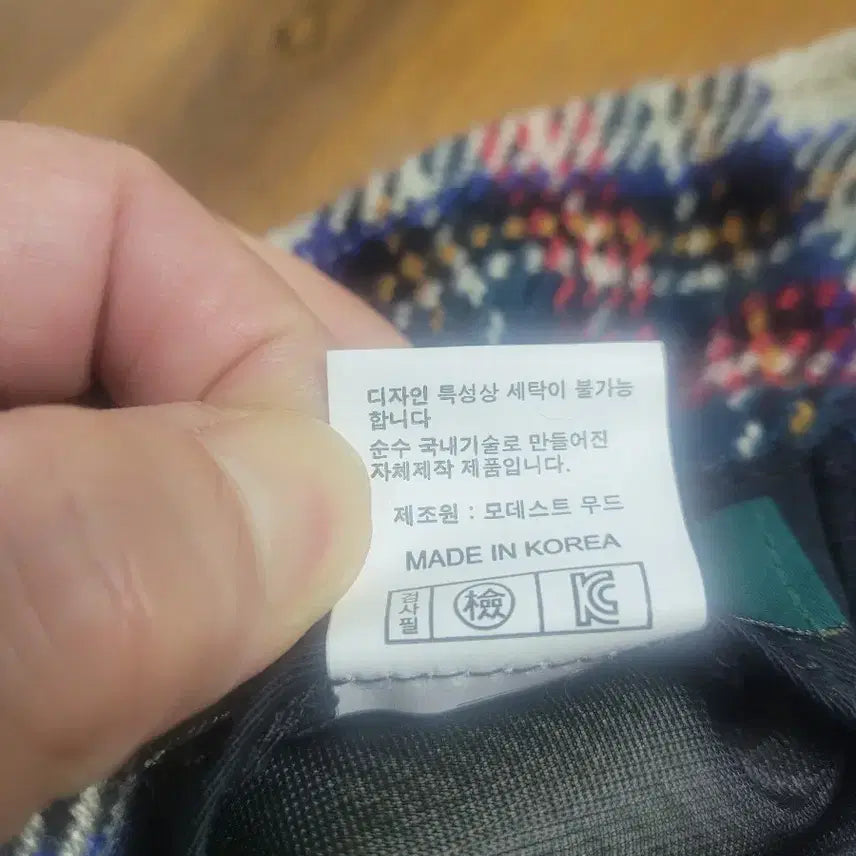 디자인 특성상 세탁이 불가능
합니다
순수 국내기술로 만들어진
자체제작 제품입니다.
제조원 : 모데스트 무드
MADE IN KOREA
검사필 檢 KC